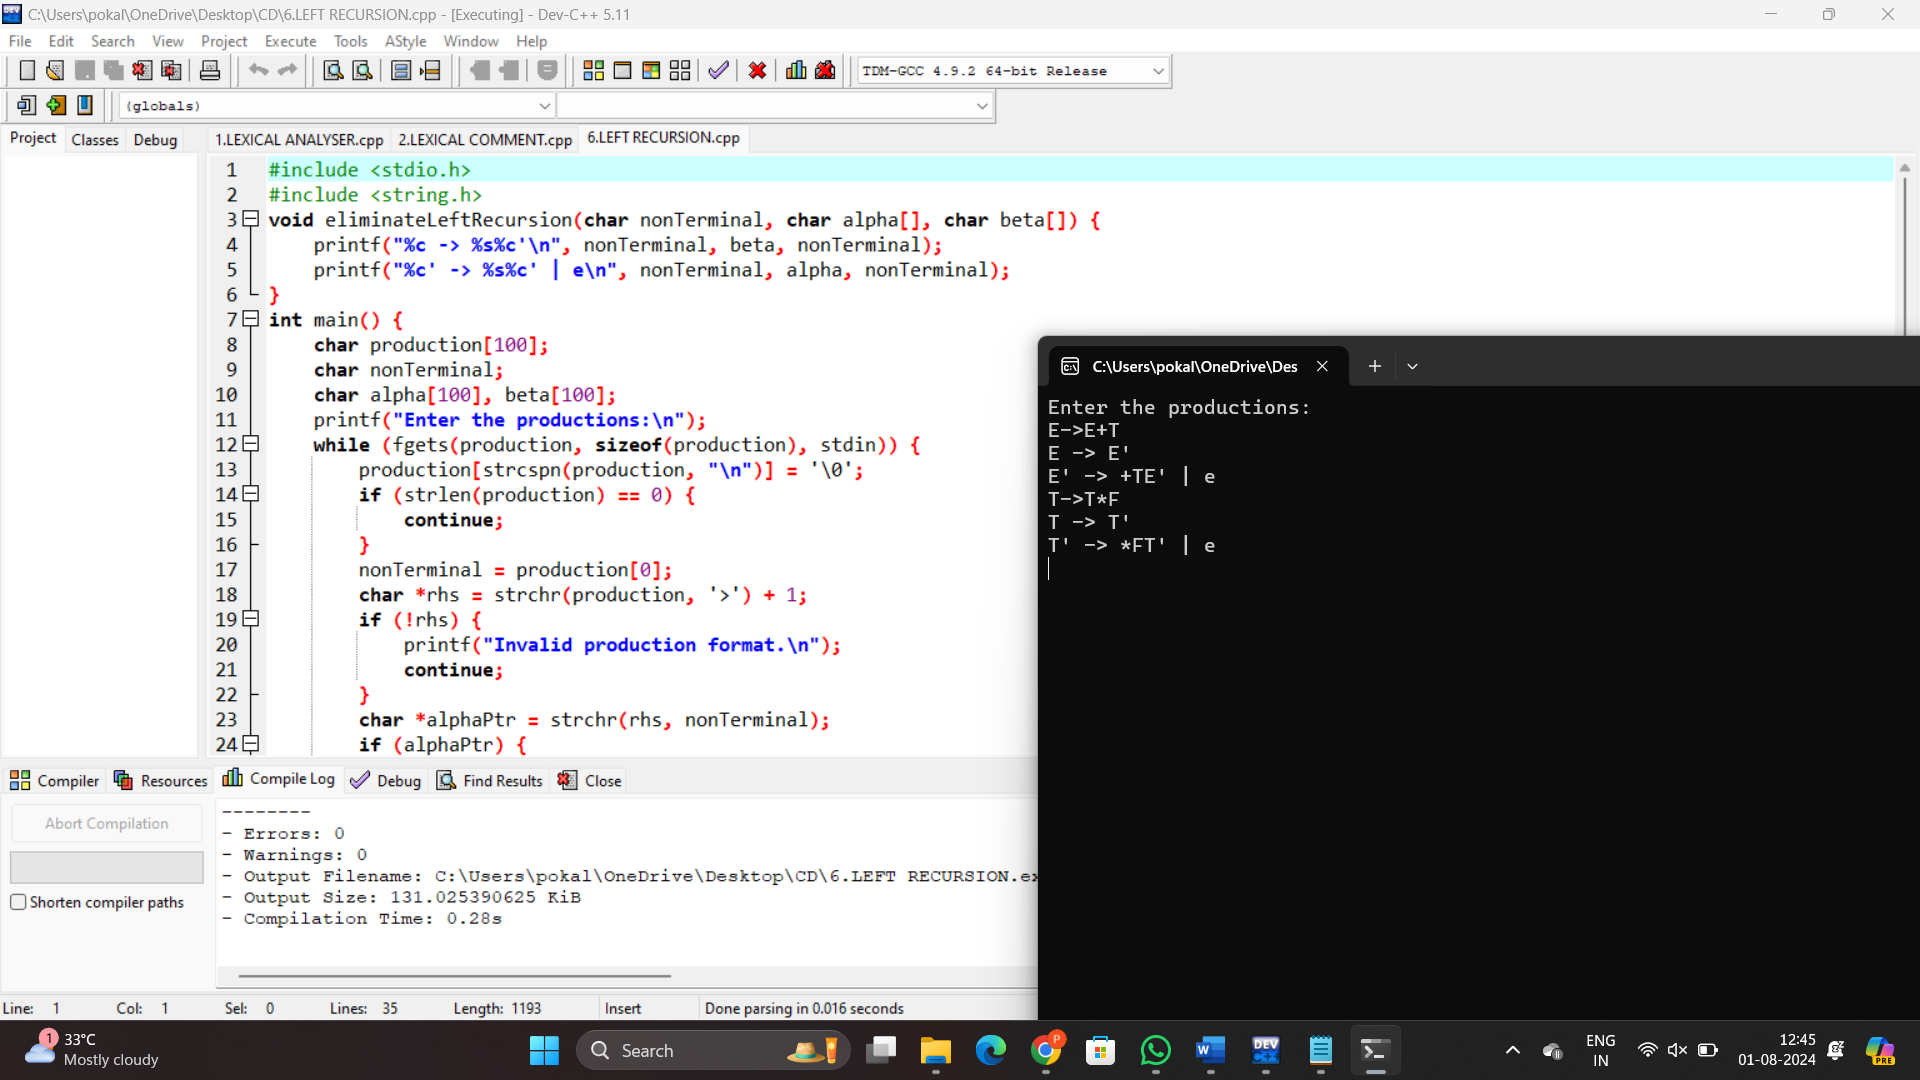 C:\Users\pokal\OneDrive\Desktop\CD\6.LEFT RECURSION.cpp - [Executing] - Dev-C++ 5.11
File Edit Search View Project Execute Tools AStyle Window Help
TDM-GCC 4.9.2 64-bit Release
(globals)
Project Classes Debug
1.LEXICAL ANALYSER.cpp 2.LEXICAL COMMENT.cpp 6.LEFT RECURSION.cpp
1 #include <stdio.h>
2 #include <string.h>
3 void eliminateLeftRecursion(char nonTerminal, char alpha[], char beta[]) {
4 printf("%c -> %s%c'\n", nonTerminal, beta, nonTerminal);
5 printf("%c' -> %s%c' | e\n", nonTerminal, alpha, nonTerminal);
6 }
7 int main() {
8 char production[100];
9 char nonTerminal;
10 char alpha[100], beta[100];
11 printf("Enter the productions:\n");
12 while (fgets(production, sizeof(production), stdin)) {
13 production[strcspn(production, "\n")] = '\0';
14 if (strlen(production) == 0) {
15 continue;
16 }
17 nonTerminal = production[0];
18 char *rhs = strchr(production, '>') + 1;
19 if (!rhs) {
20 printf("Invalid production format.\n");
21 continue;
22 }
23 char *alphaPtr = strchr(rhs, nonTerminal);
24 if (alphaPtr) {
C:\Users\pokal\OneDrive\Des
Enter the productions:
E->E+T
E -> E'
E' -> +TE' | e
T->T*F
T -> T'
T' -> *FT' | e
Compiler Resources Compile Log Debug Find Results Close
Abort Compilation
Shorten compiler paths
--------
- Errors: 0
- Warnings: 0
- Output Filename: C:\Users\pokal\OneDrive\Desktop\CD\6.LEFT RECURSION.ex
- Output Size: 131.025390625 KiB
- Compilation Time: 0.28s
Line: 1 Col: 1 Sel: 0 Lines: 35 Length: 1193 Insert Done parsing in 0.016 seconds
1
33°C
Mostly cloudy
Search
P
W
DEV
C++
ENG
IN
12:45
01-08-2024
PRE